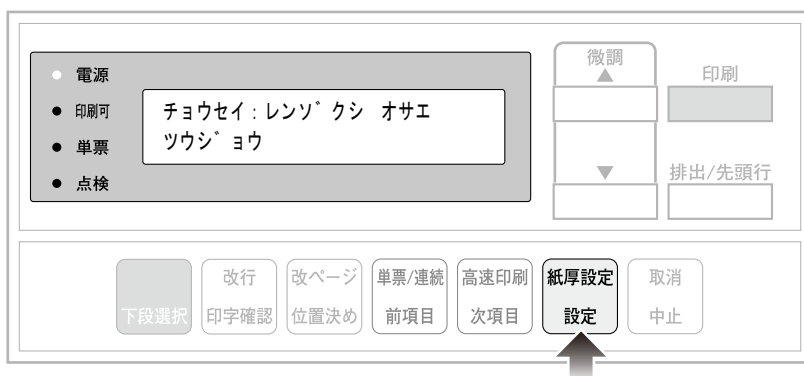 電源
印刷可
単票
点検
チョウセイ：レンゾクシ オサエ
ツウジョウ
微調
▲
▼
印刷
排出/先頭行
下段選択
改行
印字確認
改ページ
位置決め
単票/連続
前項目
高速印刷
次項目
紙厚設定
設定
取消
中止